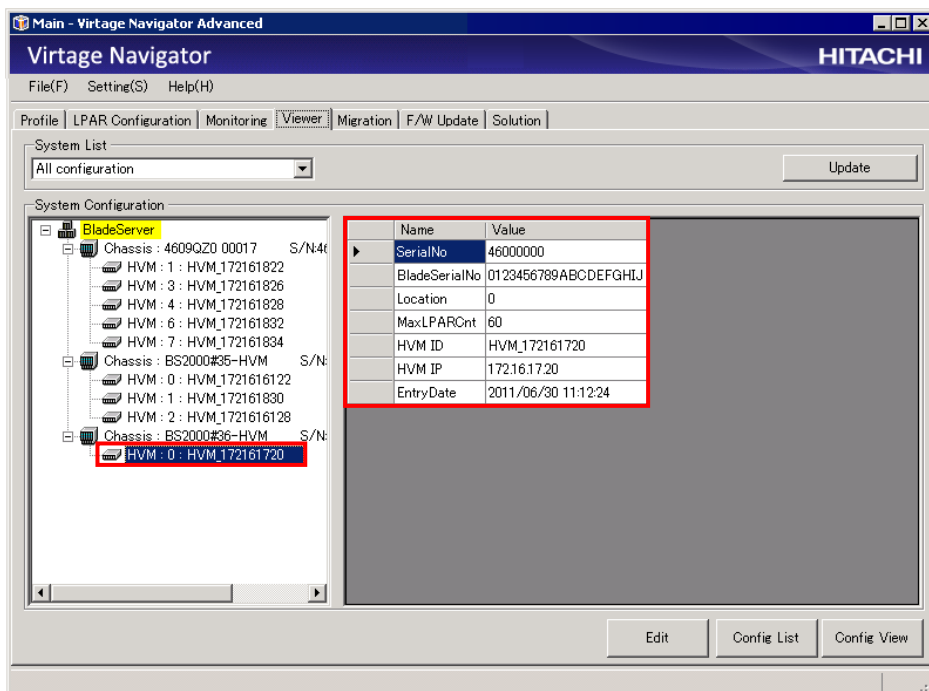 Main - Virtage Navigator Advanced
Virtage Navigator
HITACHI
File(F) Setting(S) Help(H)
Profile LPAR Configuration Monitoring Viewer Migration F/W Update Solution
System List
All configuration
Update
System Configuration
BladeServer
Chassis : 4609QZ0 00017 S/N:46
HVM : 1 : HVM_172161822
HVM : 3 : HVM_172161826
HVM : 4 : HVM_172161828
HVM : 6 : HVM_172161832
HVM : 7 : HVM_172161834
Chassis : BS2000#35-HVM S/N:
HVM : 0 : HVM_1721616122
HVM : 1 : HVM_172161830
HVM : 2 : HVM_1721616128
Chassis : BS2000#36-HVM S/N:
HVM : 0 : HVM_172161720
Name Value
SerialNo 46000000
BladeSerialNo 0123456789ABCDEFGHIJ
Location 0
MaxLPARCnt 60
HVM ID HVM_172161720
HVM IP 172.16.17.20
EntryDate 2011/06/30 11:12:24
Edit Config List Config View